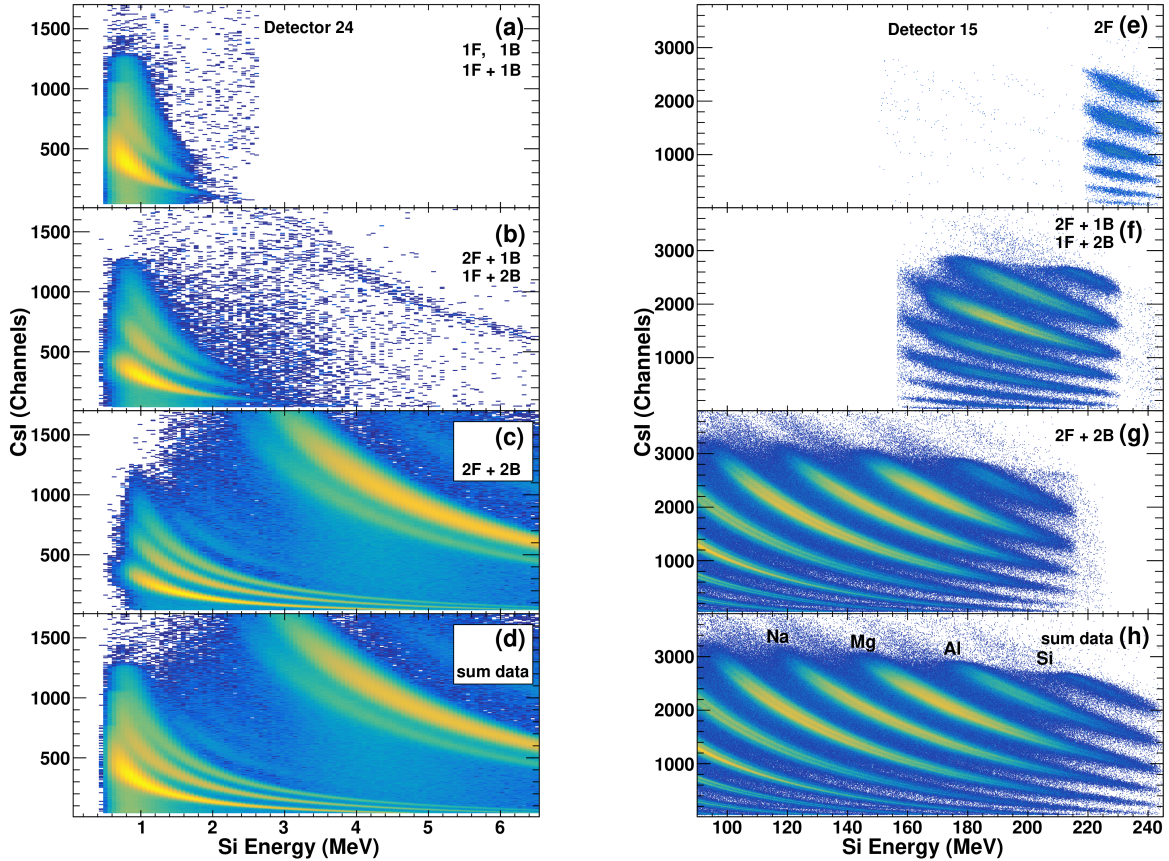 Detector 24
(a)
1F, 1B
1F + 1B
1500
1000
500
(b)
2F + 1B
1F + 2B
1500
1000
500
(c)
2F + 2B
1500
1000
500
(d)
sum data
1500
1000
500
1 2 3 4 5 6
Si Energy (MeV)
CsI (Channels)
Detector 15
2F (e)
3000
2000
1000
2F + 1B (f)
1F + 2B
3000
2000
1000
2F + 2B (g)
3000
2000
1000
sum data (h)
Na
Mg
Al
Si
3000
2000
1000
100 120 140 160 180 200 220 240
Si Energy (MeV)
CsI (Channels)